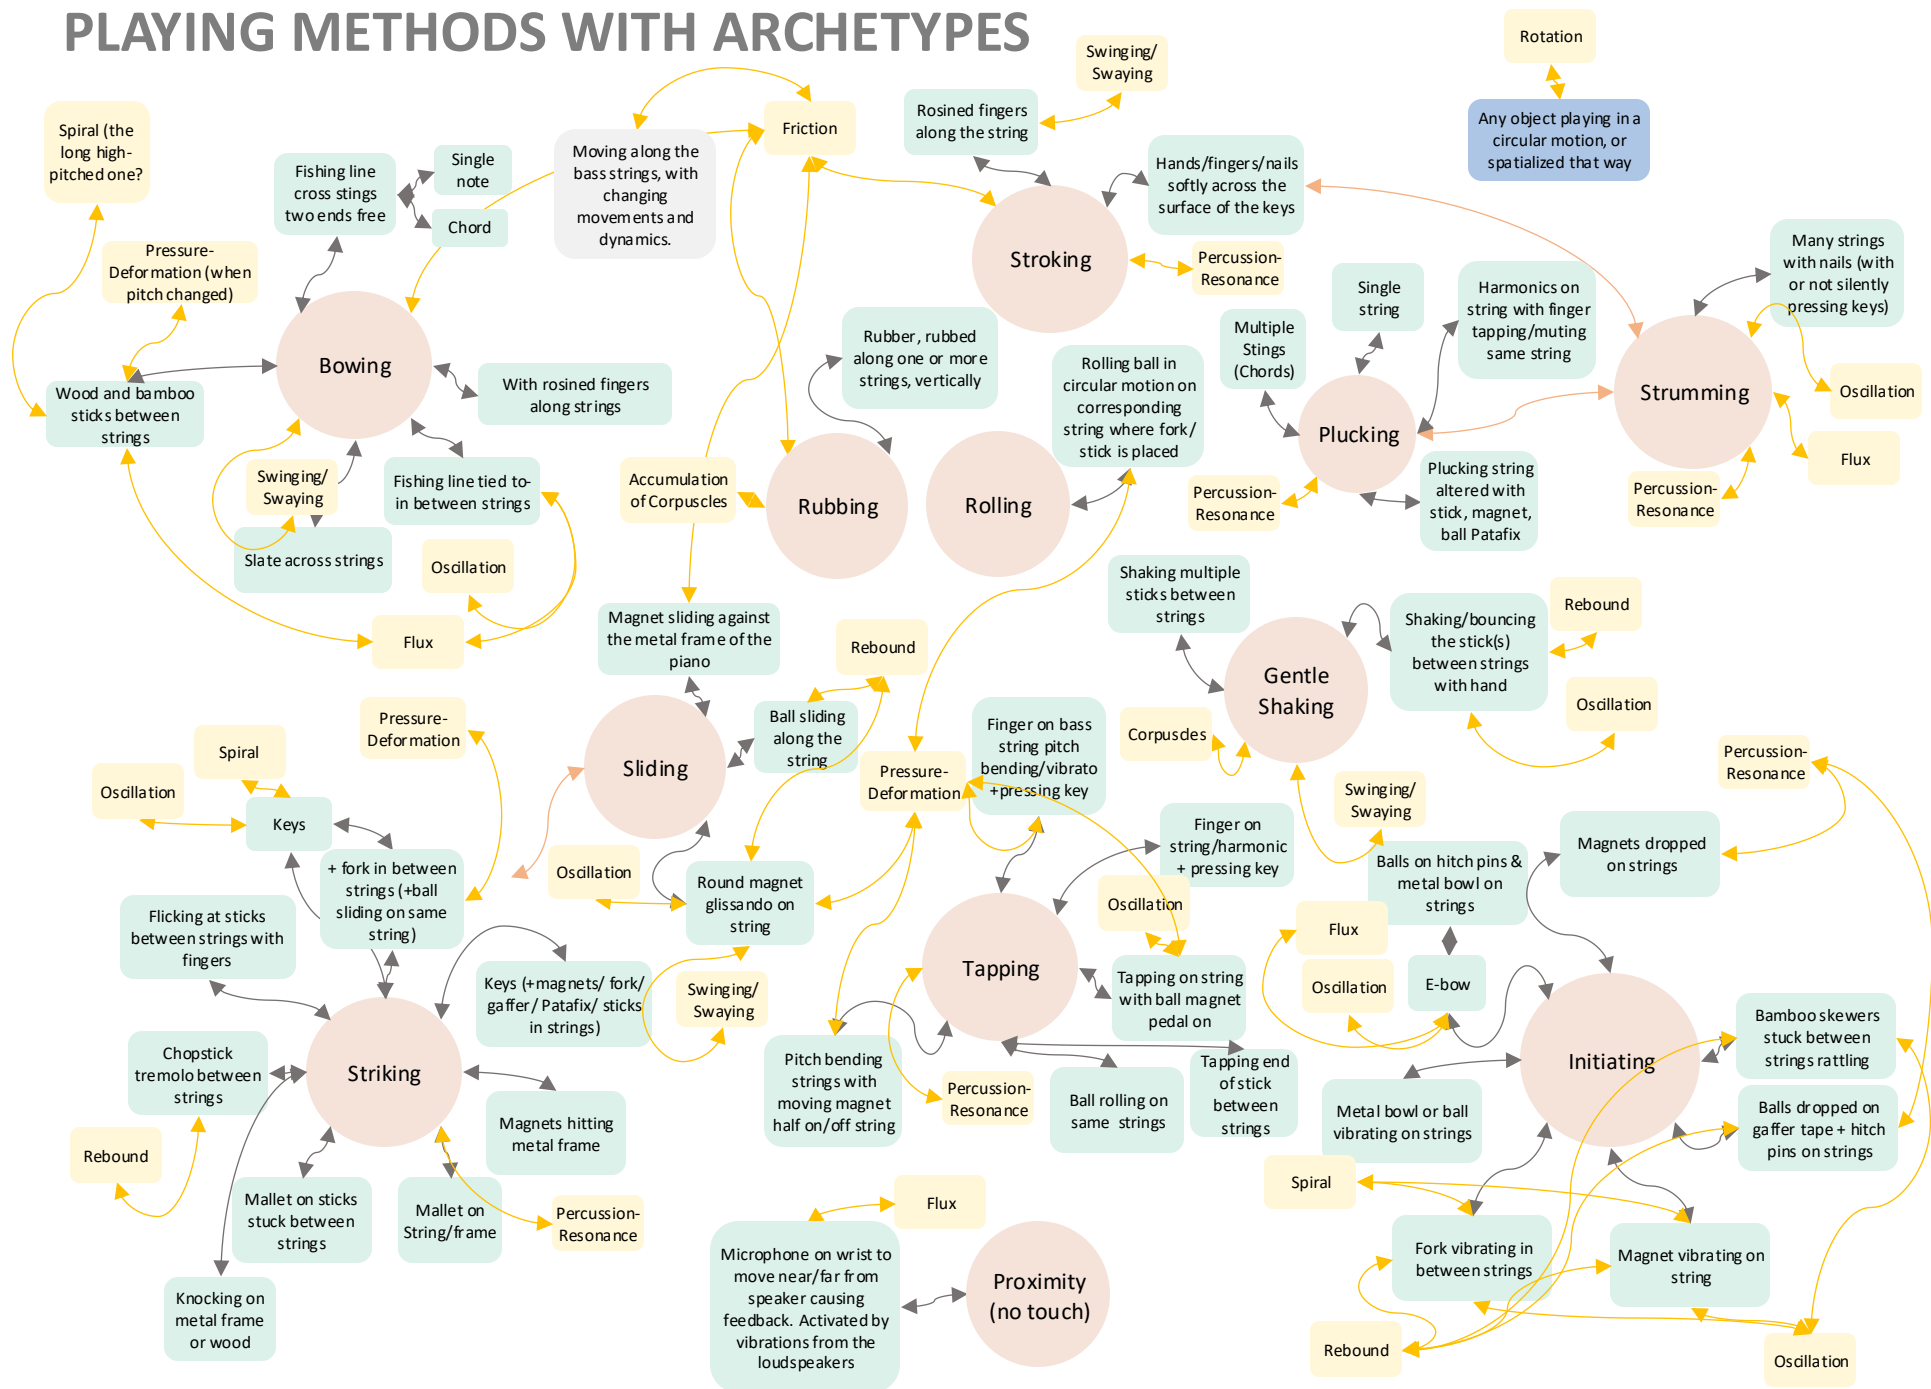 PLAYING METHODS WITH ARCHETYPES
Rotation
Any object playing in a
circular motion, or
spatialized that way
Swinging/
Swaying
Rosined fingers
along the string
Friction
Moving along the
bass strings, with
changing
movements and
dynamics.
Spiral (the
long high-
pitched one?
Fishing line
cross stings
two ends free
Single
note
Chord
Pressure-
Deformation (when
pitch changed)
Bowing
Wood and bamboo
sticks between
strings
With rosined fingers
along strings
Swinging/
Swaying
Fishing line tied to-
in between strings
Slate across strings
Oscillation
Flux
Hands/fingers/nails
softly across the
surface of the keys
Stroking
Percussion-
Resonance
Rubber, rubbed
along one or more
strings, vertically
Accumulation
of Corpuscles
Rubbing
Rolling ball in
circular motion on
corresponding
string where fork/
stick is placed
Rolling
Single
string
Harmonics on
string with finger
tapping/muting
same string
Multiple
Stings
(Chords)
Plucking
Percussion-
Resonance
Plucking string
altered with
stick, magnet,
ball Patafix
Many strings
with nails (with
or not silently
pressing keys)
Strumming
Oscillation
Flux
Percussion-
Resonance
Magnet sliding against
the metal frame of the
piano
Rebound
Sliding
Ball sliding
along the
string
Oscillation
Round magnet
glissando on
string
Swinging/
Swaying
Shaking multiple
sticks between
strings
Shaking/bouncing
the stick(s)
between strings
with hand
Rebound
Gentle
Shaking
Oscillation
Corpuscles
Swinging/
Swaying
Pressure-
Deformation
Spiral
Oscillation
Keys
+ fork in between
strings (+ball
sliding on same
string)
Flicking at sticks
between strings with
fingers
Keys (+magnets/ fork/
gaffer/ Patafix/ sticks
in strings)
Chopstick
tremolo between
strings
Striking
Magnets hitting
metal frame
Rebound
Mallet on sticks
stuck between
strings
Mallet on
String/frame
Percussion-
Resonance
Knocking on
metal frame
or wood
Pressure-
Deformation
Finger on bass
string pitch
bending/vibrato
+pressing key
Finger on
string/harmonic
+ pressing key
Oscillation
Tapping
Tapping on string
with ball magnet
pedal on
Pitch bending
strings with
moving magnet
half on/off string
Percussion-
Resonance
Ball rolling on
same strings
Tapping end
of stick
between
strings
Percussion-
Resonance
Magnets dropped
on strings
Balls on hitch pins &
metal bowl on
strings
Flux
Oscillation
E-bow
Initiating
Bamboo skewers
stuck between
strings rattling
Metal bowl or ball
vibrating on strings
Balls dropped on
gaffer tape + hitch
pins on strings
Spiral
Fork vibrating in
between strings
Magnet vibrating on
string
Rebound
Oscillation
Flux
Microphone on wrist to
move near/far from
speaker causing
feedback. Activated by
vibrations from the
loudspeakers
Proximity
(no touch)